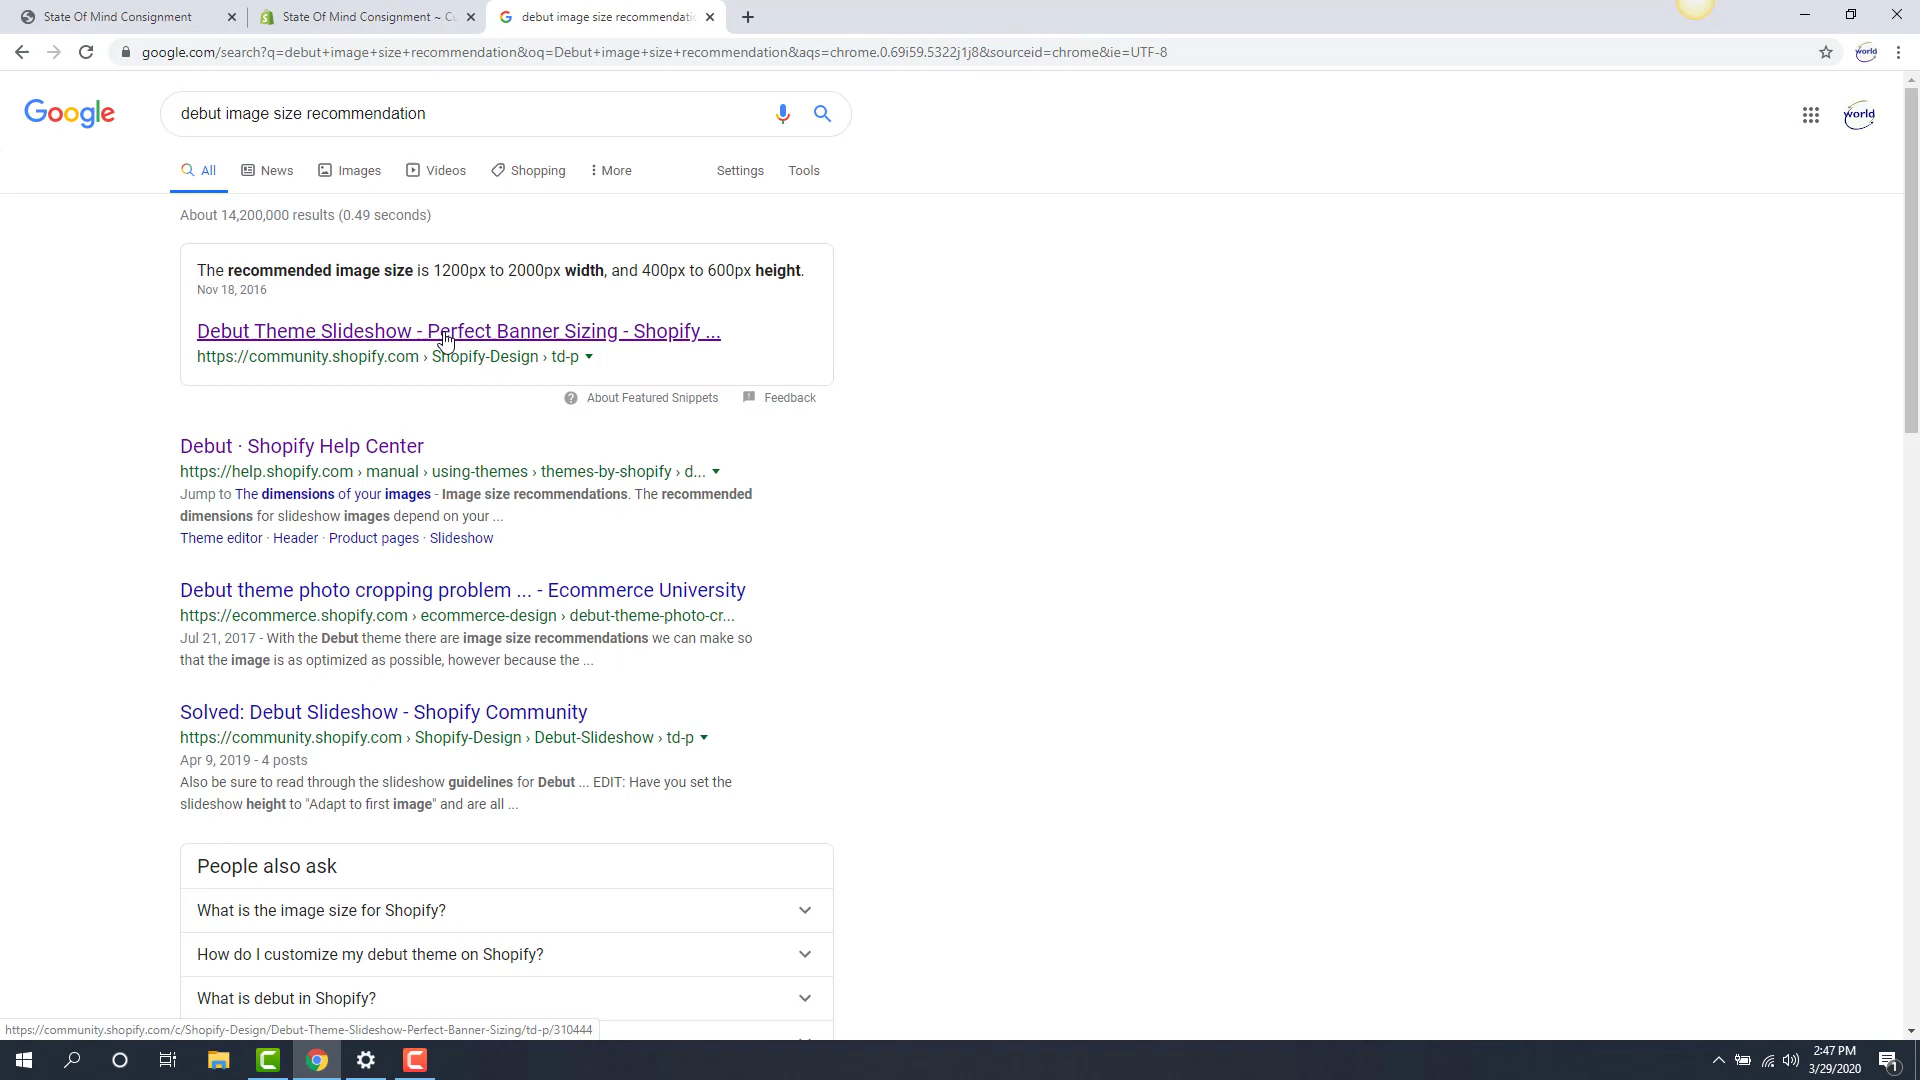 State Of Mind Consignment
State Of Mind Consignment ~ Cu
debut image size recommendatio
google.com/search?q=debut+image+size+recommendation&oq=Debut+image+size+recommendation&aqs=chrome.0.69i59.5322j1j8&sourceid=chrome&ie=UTF-8
world
Google
debut image size recommendation
world
All
News
Images
Videos
Shopping
More
Settings
Tools
About 14,200,000 results (0.49 seconds)
The recommended image size is 1200px to 2000px width, and 400px to 600px height.
Nov 18, 2016
Debut Theme Slideshow - Perfect Banner Sizing - Shopify ...
https://community.shopify.com › Shopify-Design › td-p
About Featured Snippets
Feedback
Debut · Shopify Help Center
https://help.shopify.com › manual › using-themes › themes-by-shopify › d...
Jump to The dimensions of your images - Image size recommendations. The recommended
dimensions for slideshow images depend on your ...
Theme editor · Header · Product pages · Slideshow
Debut theme photo cropping problem ... - Ecommerce University
https://ecommerce.shopify.com › ecommerce-design › debut-theme-photo-cr...
Jul 21, 2017 - With the Debut theme there are image size recommendations we can make so
that the image is as optimized as possible, however because the ...
Solved: Debut Slideshow - Shopify Community
https://community.shopify.com › Shopify-Design › Debut-Slideshow › td-p
Apr 9, 2019 - 4 posts
Also be sure to read through the slideshow guidelines for Debut ... EDIT: Have you set the
slideshow height to "Adapt to first image" and are all ...
People also ask
What is the image size for Shopify?
How do I customize my debut theme on Shopify?
What is debut in Shopify?
https://community.shopify.com/c/Shopify-Design/Debut-Theme-Slideshow-Perfect-Banner-Sizing/td-p/310444
2:47 PM
3/29/2020
1